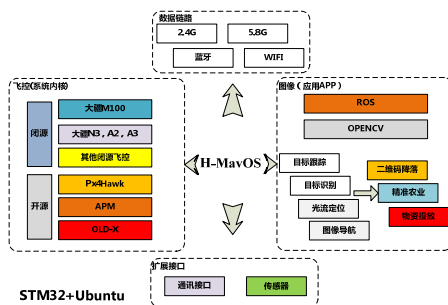 数据链路
2.4G
5.8G
蓝牙
WIFI
飞控(系统内核)
闭源
大疆M100
大疆N3，A2，A3
其他闭源飞控
开源
Px4Hawk
APM
OLD-X
H-MavOS
图像（应用APP）
ROS
OPENCV
目标跟踪
目标识别
光流定位
图像导航
二维码降落
精准农业
物资投放
扩展接口
通讯接口
传感器
STM32+Ubuntu